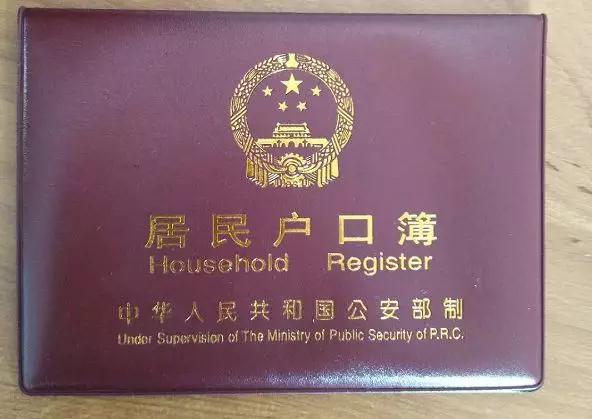 居民户口簿
Household Register
中华人民共和国公安部制
Under Supervision of The Ministry of Public Security of P.R.C.